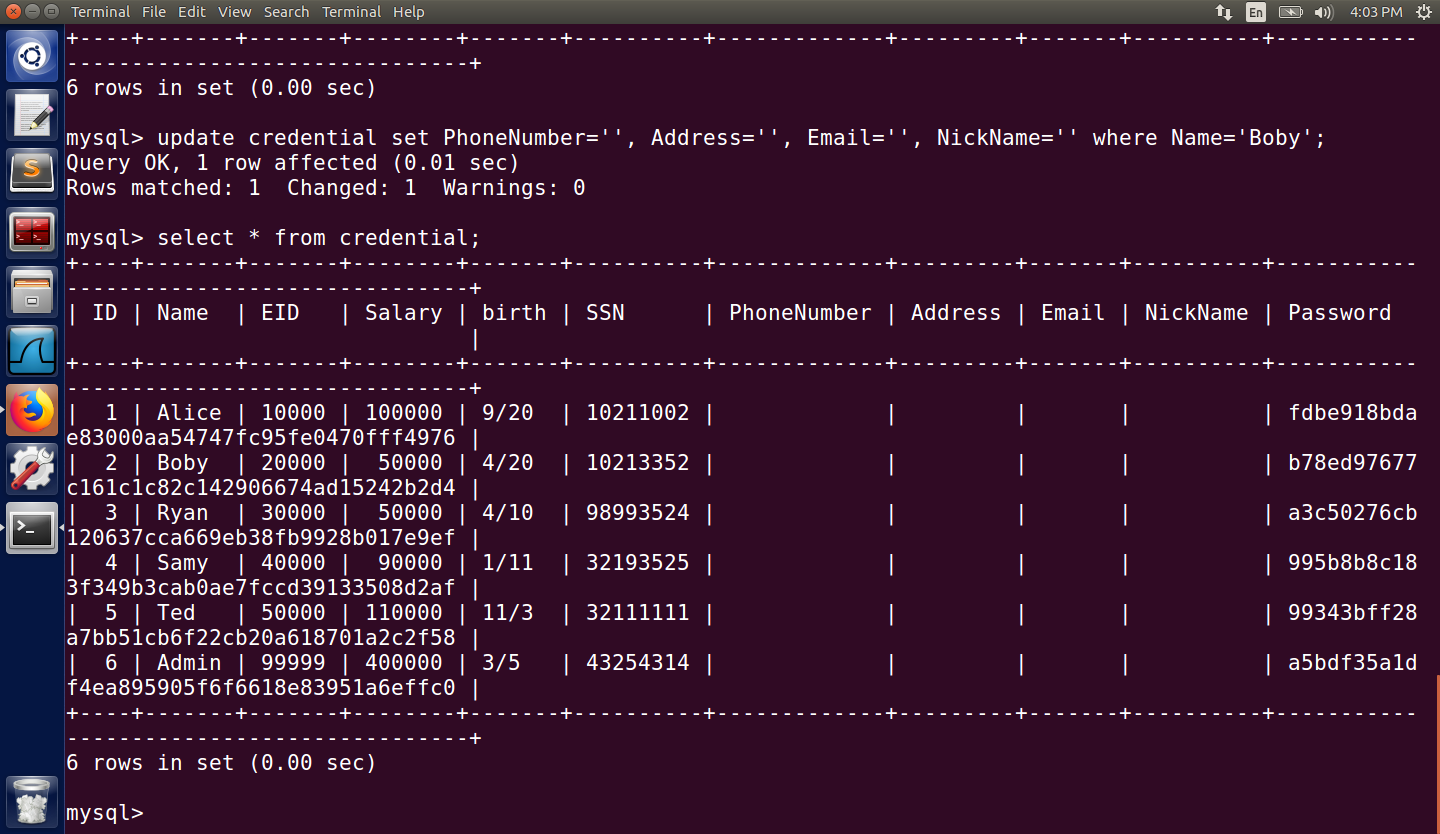 Terminal File Edit View Search Terminal Help En 4:03 PM
+----+-------+-------+--------+-------+----------+-------------+---------+-------+----------+-----------
-------------------------------+
6 rows in set (0.00 sec)
mysql> update credential set PhoneNumber='', Address='', Email='', NickName='' where Name='Boby';
Query OK, 1 row affected (0.01 sec)
Rows matched: 1  Changed: 1  Warnings: 0
mysql> select * from credential;
+----+-------+-------+--------+-------+----------+-------------+---------+-------+----------+-----------
-------------------------------+
| ID | Name  | EID   | Salary | birth | SSN      | PhoneNumber | Address | Email | NickName | Password
                               |
+----+-------+-------+--------+-------+----------+-------------+---------+-------+----------+-----------
-------------------------------+
|  1 | Alice | 10000 | 100000 | 9/20  | 10211002 |             |         |       |          | fdbe918bda
e83000aa54747fc95fe0470fff4976 |
|  2 | Boby  | 20000 |  50000 | 4/20  | 10213352 |             |         |       |          | b78ed97677
c161c1c82c142906674ad15242b2d4 |
|  3 | Ryan  | 30000 |  50000 | 4/10  | 98993524 |             |         |       |          | a3c50276cb
120637cca669eb38fb9928b017e9ef |
|  4 | Samy  | 40000 |  90000 | 1/11  | 32193525 |             |         |       |          | 995b8b8c18
3f349b3cab0ae7fccd39133508d2af |
|  5 | Ted   | 50000 | 110000 | 11/3  | 32111111 |             |         |       |          | 99343bff28
a7bb51cb6f22cb20a618701a2c2f58 |
|  6 | Admin | 99999 | 400000 | 3/5   | 43254314 |             |         |       |          | a5bdf35a1d
f4ea895905f6f6618e83951a6effc0 |
+----+-------+-------+--------+-------+----------+-------------+---------+-------+----------+-----------
-------------------------------+
6 rows in set (0.00 sec)
mysql>